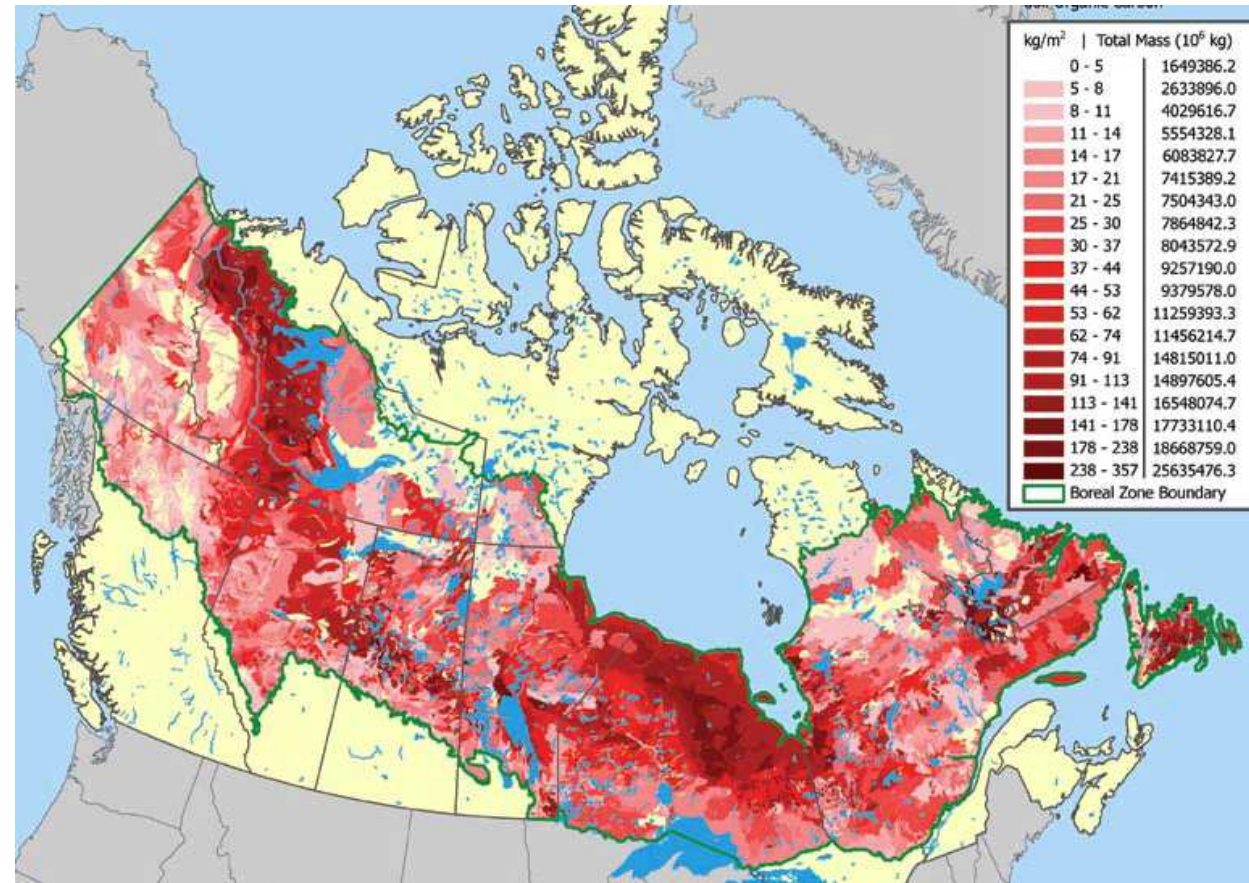 Soil Organic Carbon
kg/m² | Total Mass (10⁶ kg)
0 - 5 | 1649386.2
5 - 8 | 2633896.0
8 - 11 | 4029616.7
11 - 14 | 5554328.1
14 - 17 | 6083827.7
17 - 21 | 7415389.2
21 - 25 | 7504343.0
25 - 30 | 7864842.3
30 - 37 | 8043572.9
37 - 44 | 9257190.0
44 - 53 | 9379578.0
53 - 62 | 11259393.3
62 - 74 | 11456214.7
74 - 91 | 14815011.0
91 - 113 | 14897605.4
113 - 141 | 16548074.7
141 - 178 | 17733110.4
178 - 238 | 18668759.0
238 - 357 | 25635476.3
Boreal Zone Boundary